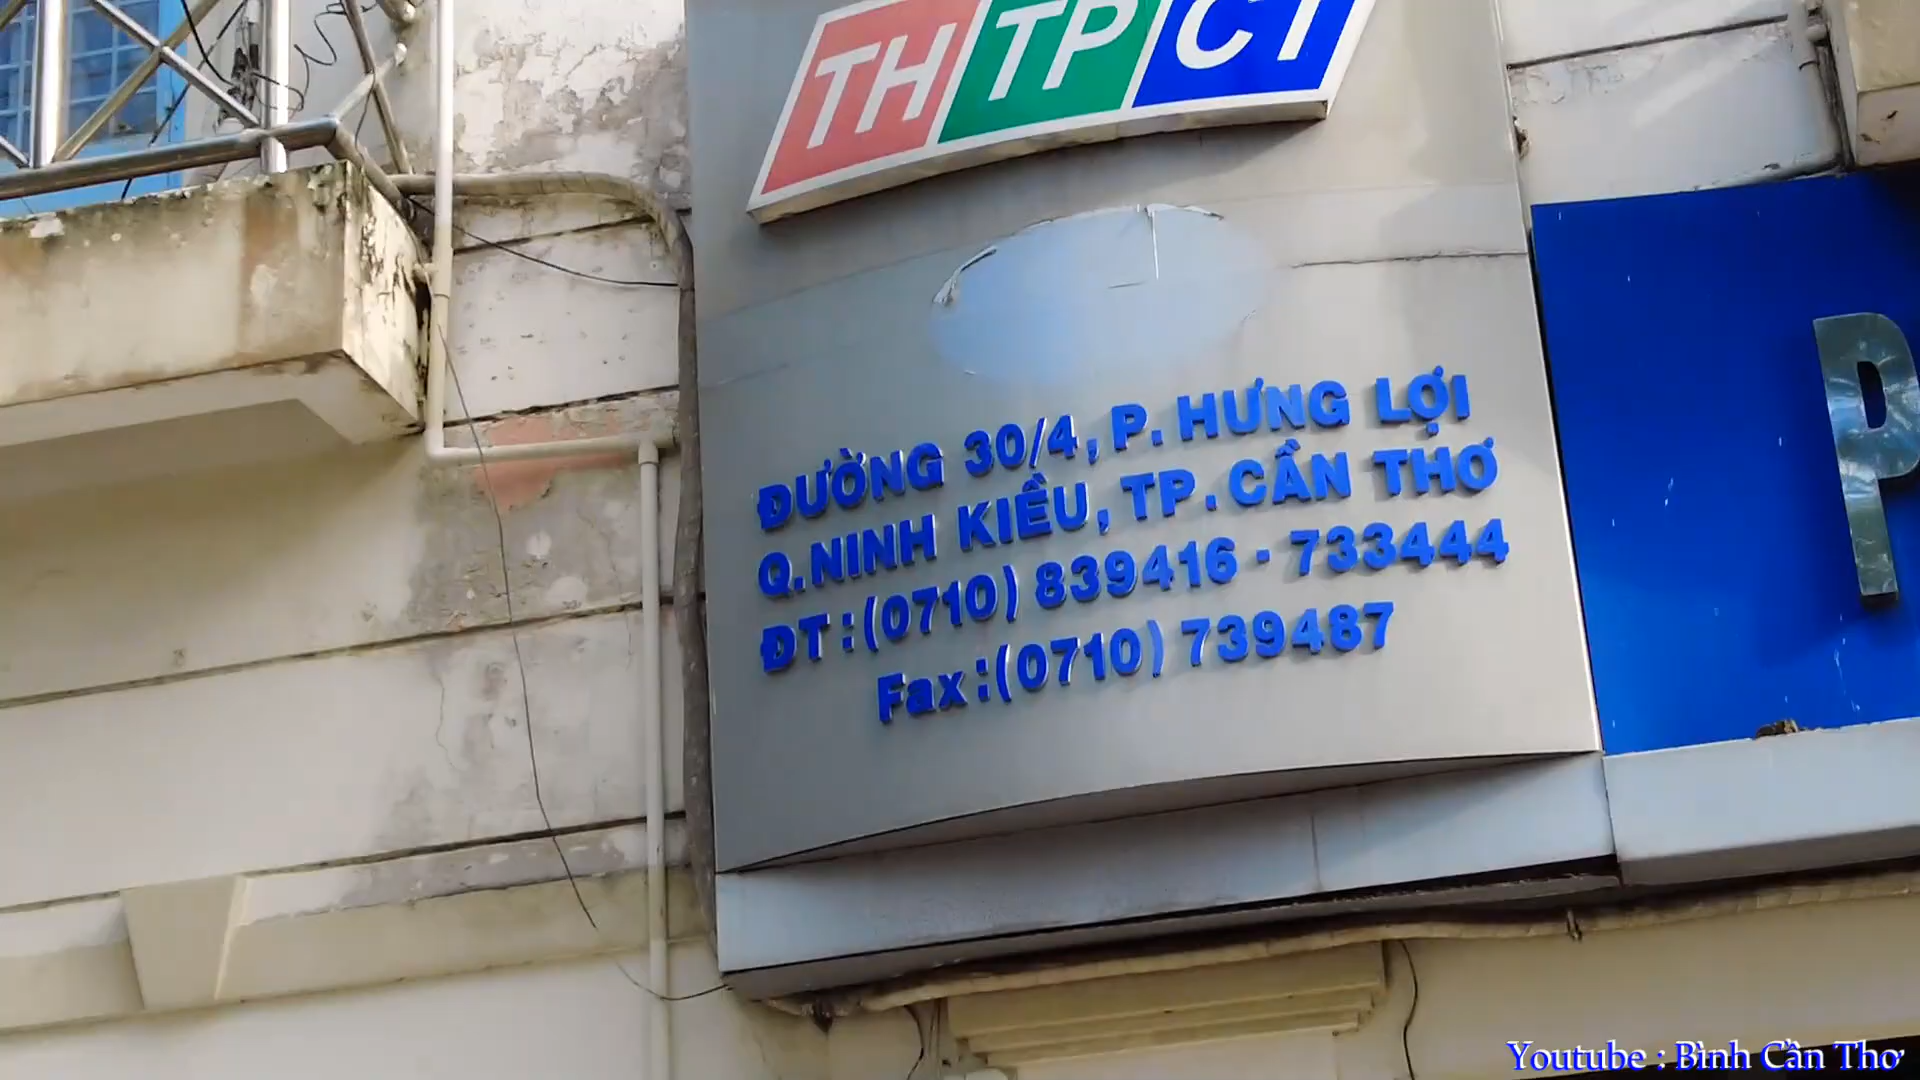 THTPCT
ĐƯỜNG 30/4, P. HƯNG LỢI
Q.NINH KIỀU, TP.CẦN THƠ
ĐT:(0710) 839416 - 733444
Fax:(0710) 739487
P
Youtube : Bình Cần Thơ